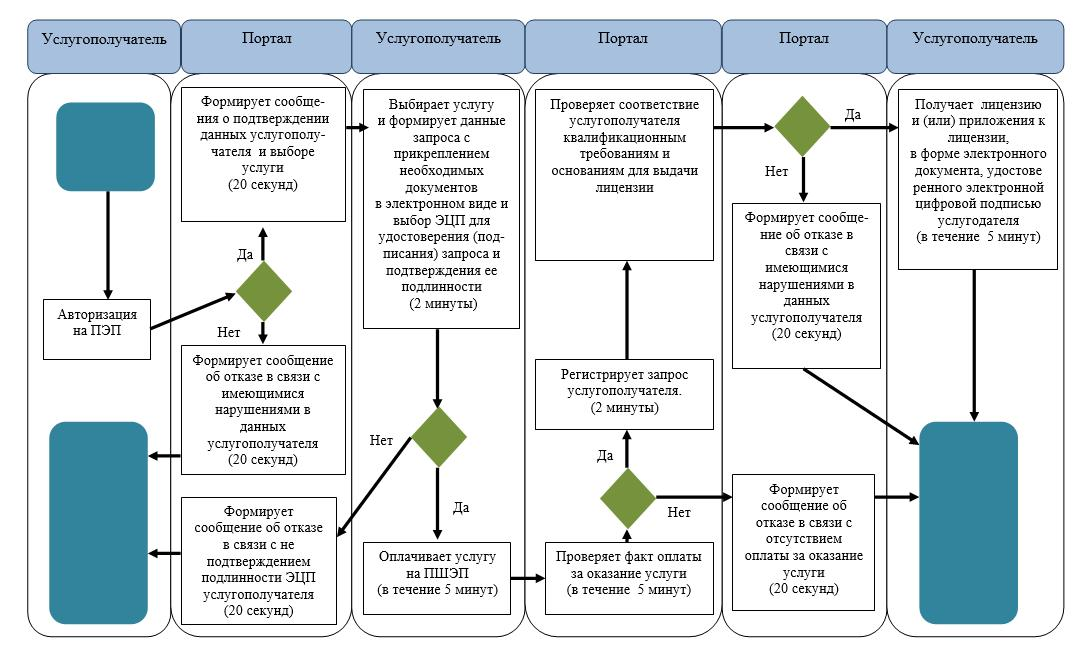 Услугополучатель
Портал
Услугополучатель
Портал
Портал
Услугополучатель
Авторизация
на ПЭП
Формирует сообще-
ния о подтверждении
данных услугополу-
чателя и выборе
услуги
(20 секунд)
Да
Нет
Формирует сообщение
об отказе в связи с
имеющимися
нарушениями в
данных
услугополучателя
(20 секунд)
Формирует
сообщение об отказе
в связи с не
подтверждением
подлинности ЭЦП
услугополучателя
(20 секунд)
Выбирает услугу
и формирует данные
запроса с
прикреплением
необходимых
документов
в электронном виде и
выбор ЭЦП для
удостоверения (под-
писания) запроса и
подтверждения ее
подлинности
(2 минуты)
Нет
Да
Оплачивает услугу
на ПШЭП
(в течение 5 минут)
Проверяет соответствие
услугополучателя
квалификационным
требованиям и
основаниям для выдачи
лицензии
Регистрирует запрос
услугополучателя.
(2 минуты)
Да
Нет
Проверяет факт оплаты
за оказание услуги
(в течение 5 минут)
Да
Нет
Формирует сообще-
ние об отказе в
связи с
имеющимися
нарушениями в
данных
услугополучателя
(20 секунд)
Формирует
сообщение об
отказе в связи с
отсутствием
оплаты за оказание
услуги
(20 секунд)
Получает лицензию
и (или) приложения к
лицензии,
в форме электронного
документа, удостове
ренного электронной
цифровой подписью
услугодателя
(в течение 5 минут)